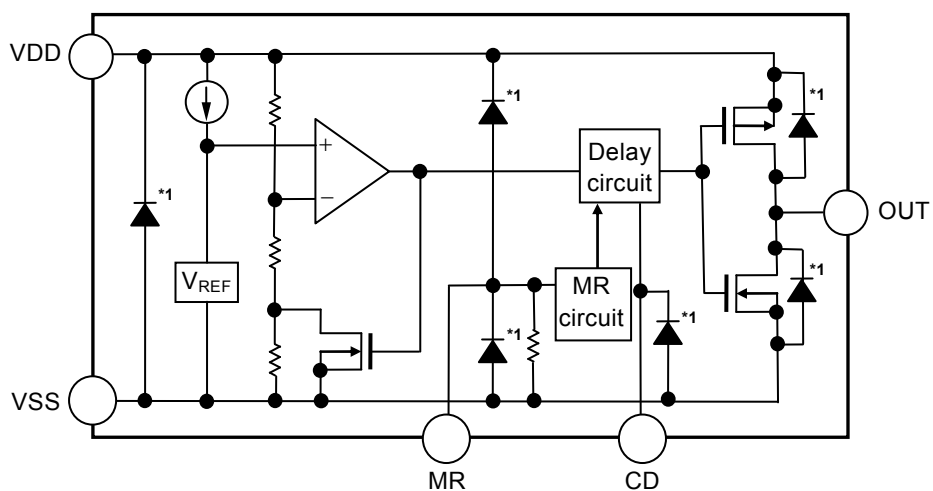 VDD
*1
*1
*1
+
Delay
circuit
−
OUT
*1
VREF
MR
circuit
*1
*1
*1
VSS
MR
CD